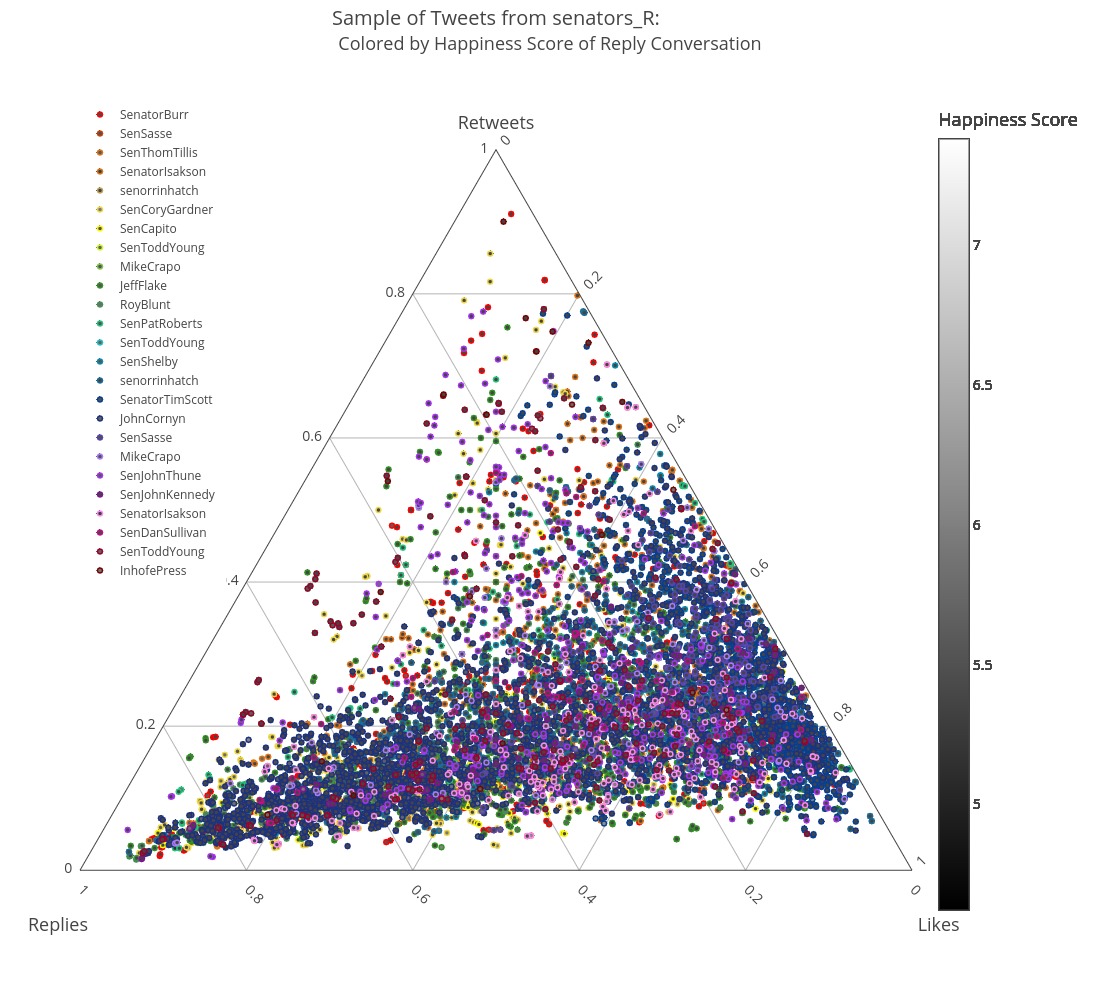 Sample of Tweets from senators_R:
Colored by Happiness Score of Reply Conversation
SenatorBurr
SenSasse
SenThomTillis
SenatorIsakson
senorrinhatch
SenCoryGardner
SenCapito
SenToddYoung
MikeCrapo
JeffFlake
RoyBlunt
SenPatRoberts
SenToddYoung
SenShelby
senorrinhatch
SenatorTimScott
JohnCornyn
SenSasse
MikeCrapo
SenJohnThune
SenJohnKennedy
SenatorIsakson
SenDanSullivan
SenToddYoung
InhofePress
Retweets
1
0.8
0.6
.4
0.2
0
0
0.2
0.4
0.6
0.8
1
1
0.8
0.6
0.4
0.2
0
Replies
Likes
Happiness Score
7
6.5
6
5.5
5